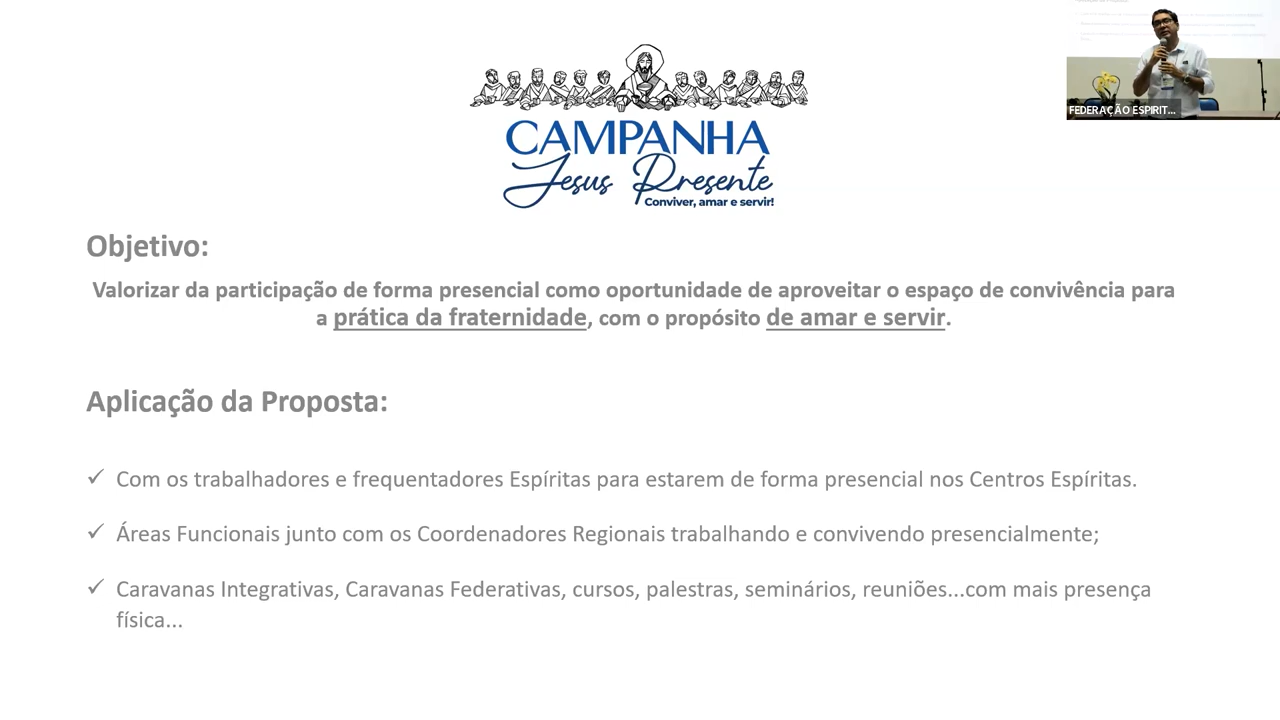 FEDERAÇÃO ESPIRIT...
CAMPANHA
Jesus Presente
Conviver, amar e servir!
Objetivo:
Valorizar da participação de forma presencial como oportunidade de aproveitar o espaço de convivência para
a prática da fraternidade, com o propósito de amar e servir.
Aplicação da Proposta:
✓ Com os trabalhadores e frequentadores Espíritas para estarem de forma presencial nos Centros Espíritas.
✓ Áreas Funcionais junto com os Coordenadores Regionais trabalhando e convivendo presencialmente;
✓ Caravanas Integrativas, Caravanas Federativas, cursos, palestras, seminários, reuniões...com mais presença
física...